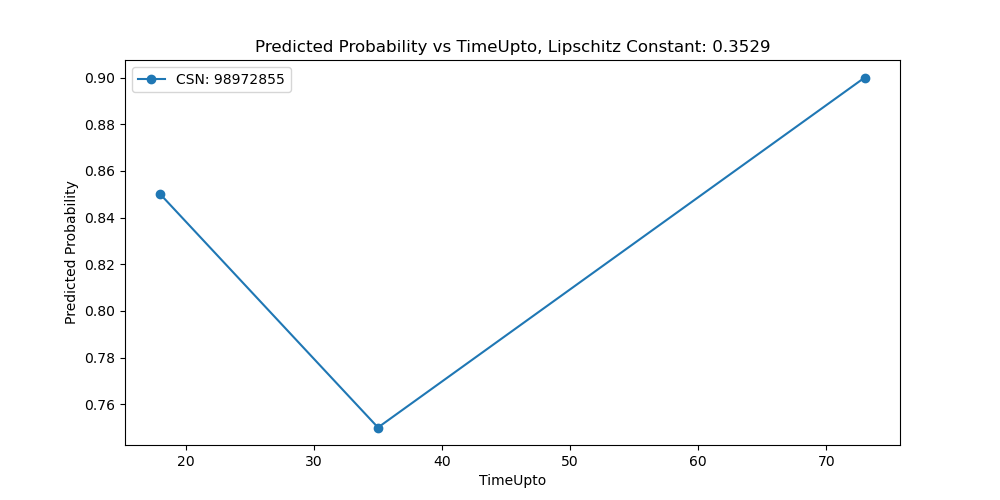 Predicted Probability vs TimeUpto, Lipschitz Constant: 0.3529
CSN: 98972855
0.90
0.88
0.86
0.84
0.82
0.80
0.78
0.76
Predicted Probability
20 30 40 50 60 70
TimeUpto